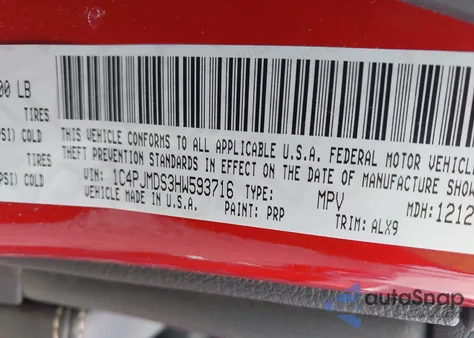 00 LB
TIRES
PSI) COLD
TIRES
PSI) COLD
THIS VEHICLE CONFORMS TO ALL APPLICABLE U.S.A. FEDERAL MOTOR VEHICLE
THEFT PREVENTION STANDARDS IN EFFECT ON THE DATE OF MANUFACTURE SHOW
VIN: 1C4PJMDS3HW593716 TYPE: MPV MDH: 1212
VEHICLE MADE IN U.S.A. PAINT: PRP TRIM: ALX9
autoSnap